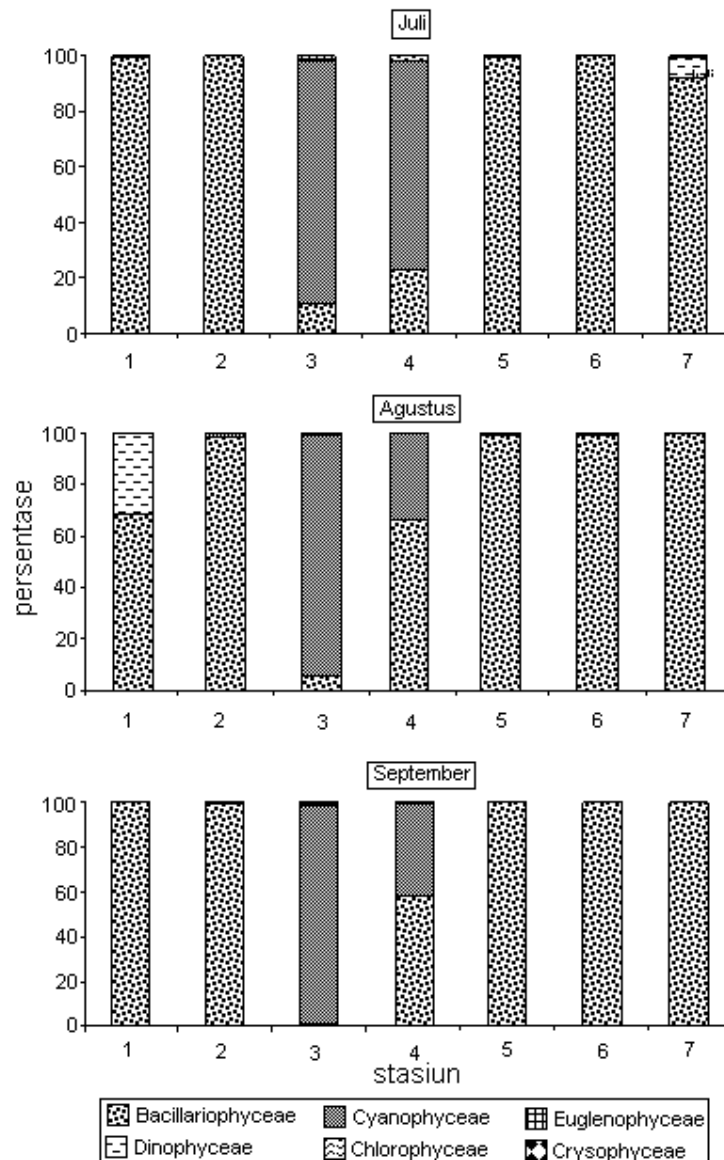 Juli
100
80
60
40
20
0
1 2 3 4 5 6 7
Agustus
100
80
60
40
20
0
1 2 3 4 5 6 7
persentase
September
100
80
60
40
20
0
1 2 3 4 5 6 7
stasiun
Bacillariophyceae Cyanophyceae Euglenophyceae
Dinophyceae Chlorophyceae Crysophyceae